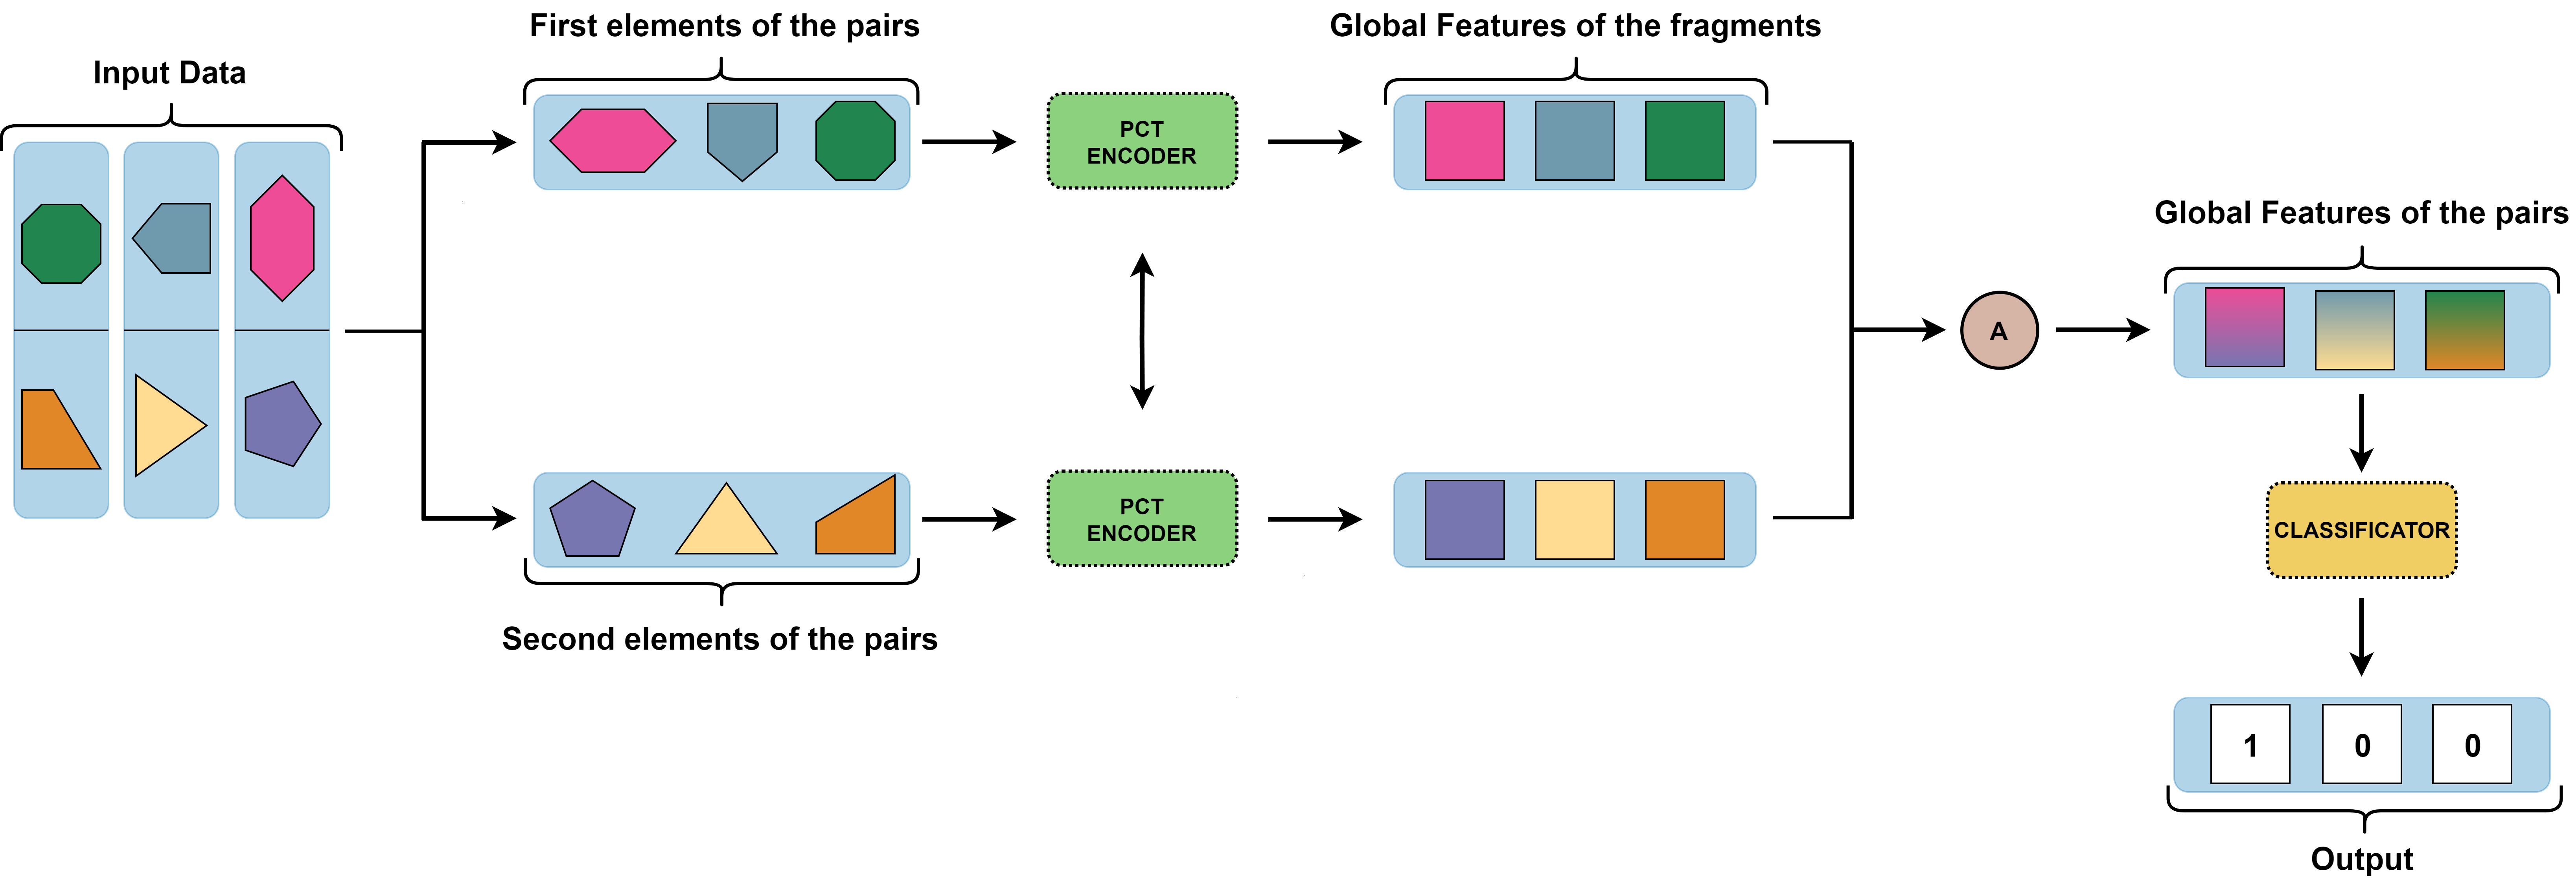 Input Data
First elements of the pairs
PCT
ENCODER
Global Features of the fragments
Second elements of the pairs
PCT
ENCODER
A
Global Features of the pairs
CLASSIFICATOR
1 0 0
Output